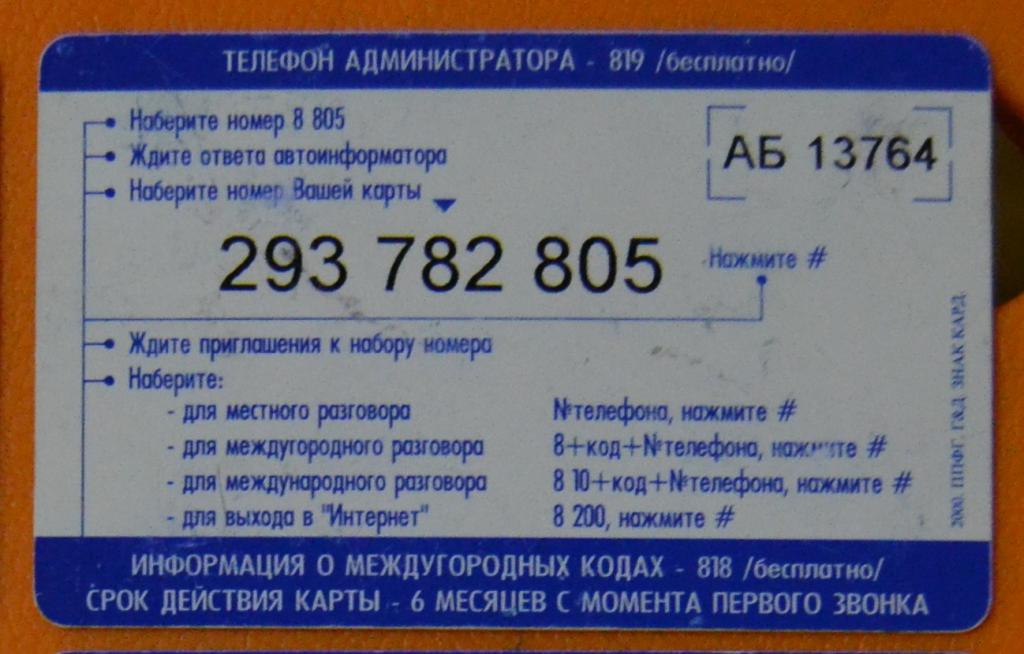 ТЕЛЕФОН АДМИНИСТРАТОРА - 819 /бесплатно/
Наберите номер 8 805
Ждите ответа автоинформатора
Наберите номер Вашей карты
АБ 13764
293 782 805
Нажмите #
Ждите приглашения к набору номера
Наберите:
- для местного разговора №телефона, нажмите #
- для междугородного разговора 8+код+№телефона, нажмите #
- для международного разговора 8 10+код+№телефона, нажмите #
- для выхода в "Интернет" 8 200, нажмите #
2000. ППФГ. Г&Д ЗНАК КАРД.
ИНФОРМАЦИЯ О МЕЖДУГОРОДНЫХ КОДАХ - 818 /бесплатно/
СРОК ДЕЙСТВИЯ КАРТЫ - 6 МЕСЯЦЕВ С МОМЕНТА ПЕРВОГО ЗВОНКА